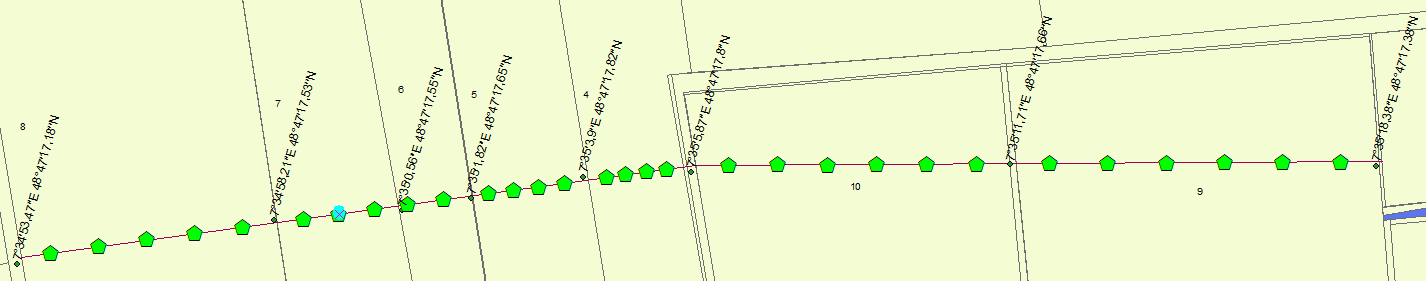 8
7°34'53,47"E 48°47'17,18"N
7
7°34'58,21"E 48°47'17,53"N
6
7°35'0,56"E 48°47'17,55"N
5
7°35'1,82"E 48°47'17,65"N
4
7°35'3,9"E 48°47'17,82"N
7°35'5,87"E 48°47'17,8"N
10
7°35'11,71"E 48°47'17,66"N
9
7°35'18,38"E 48°47'17,38"N